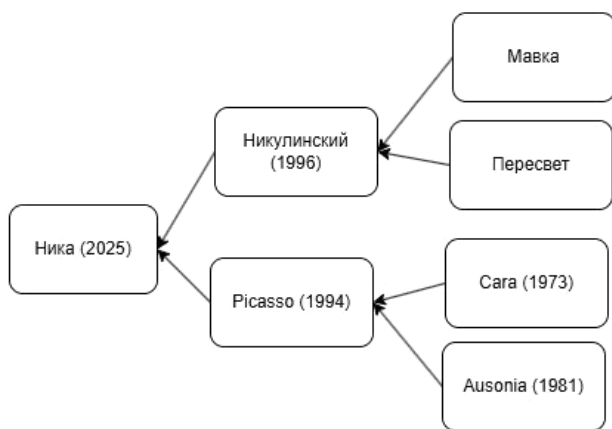 Мавка
Никулинский
(1996)
Пересвет
Ника (2025)
Picasso (1994)
Cara (1973)
Ausonia (1981)